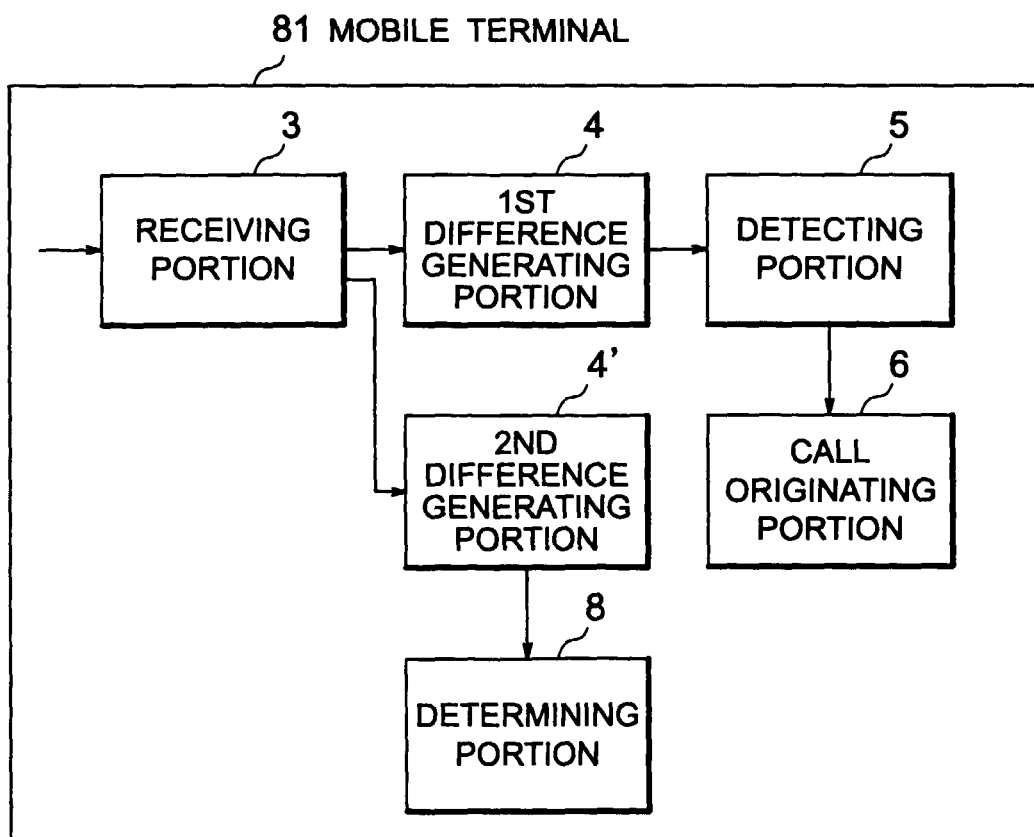 81 MOBILE TERMINAL
3
RECEIVING
PORTION
4
1ST
DIFFERENCE
GENERATING
PORTION
5
DETECTING
PORTION
4’
2ND
DIFFERENCE
GENERATING
PORTION
6
CALL
ORIGINATING
PORTION
8
DETERMINING
PORTION